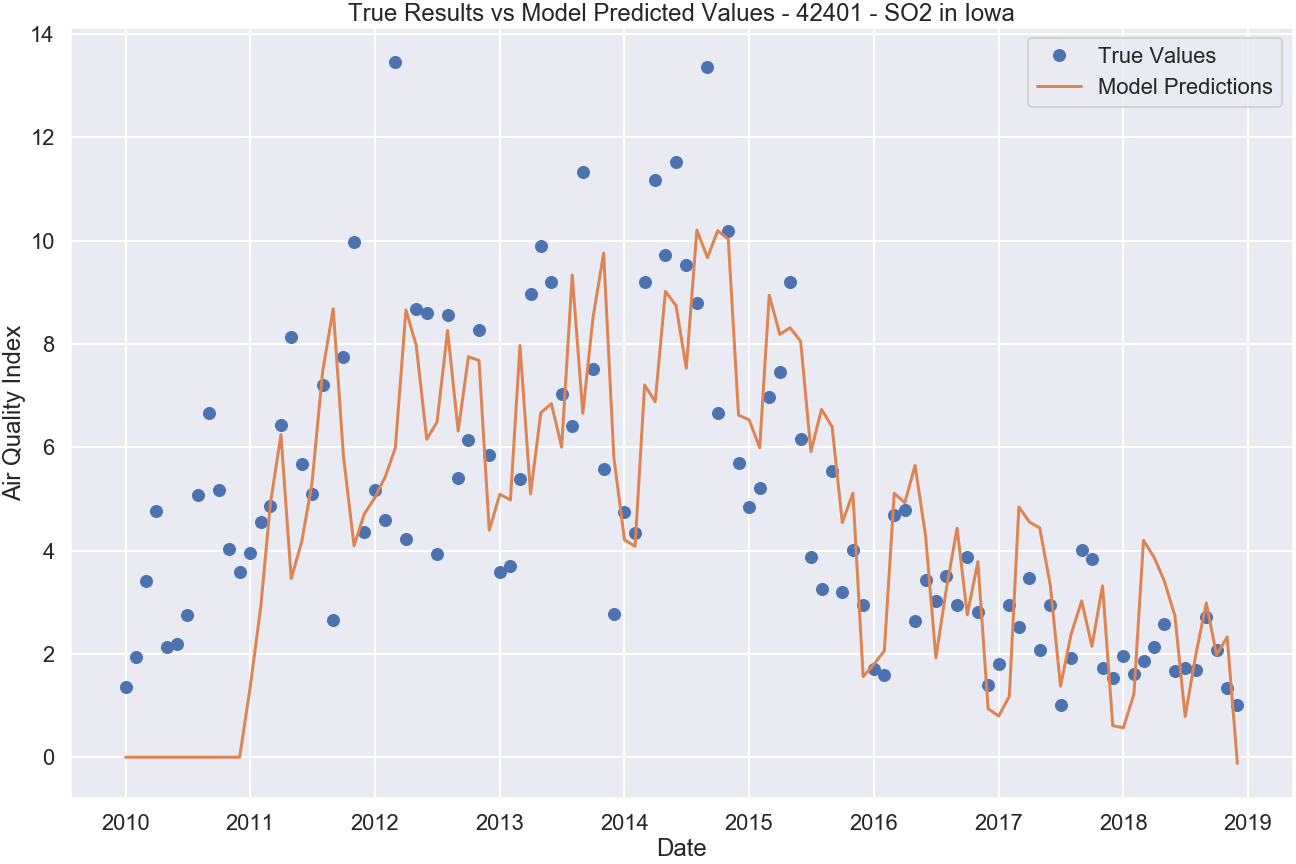 True Results vs Model Predicted Values - 42401 - SO2 in Iowa
True Values
Model Predictions
Air Quality Index
14
12
10
8
6
4
2
0
2010 2011 2012 2013 2014 2015 2016 2017 2018 2019
Date